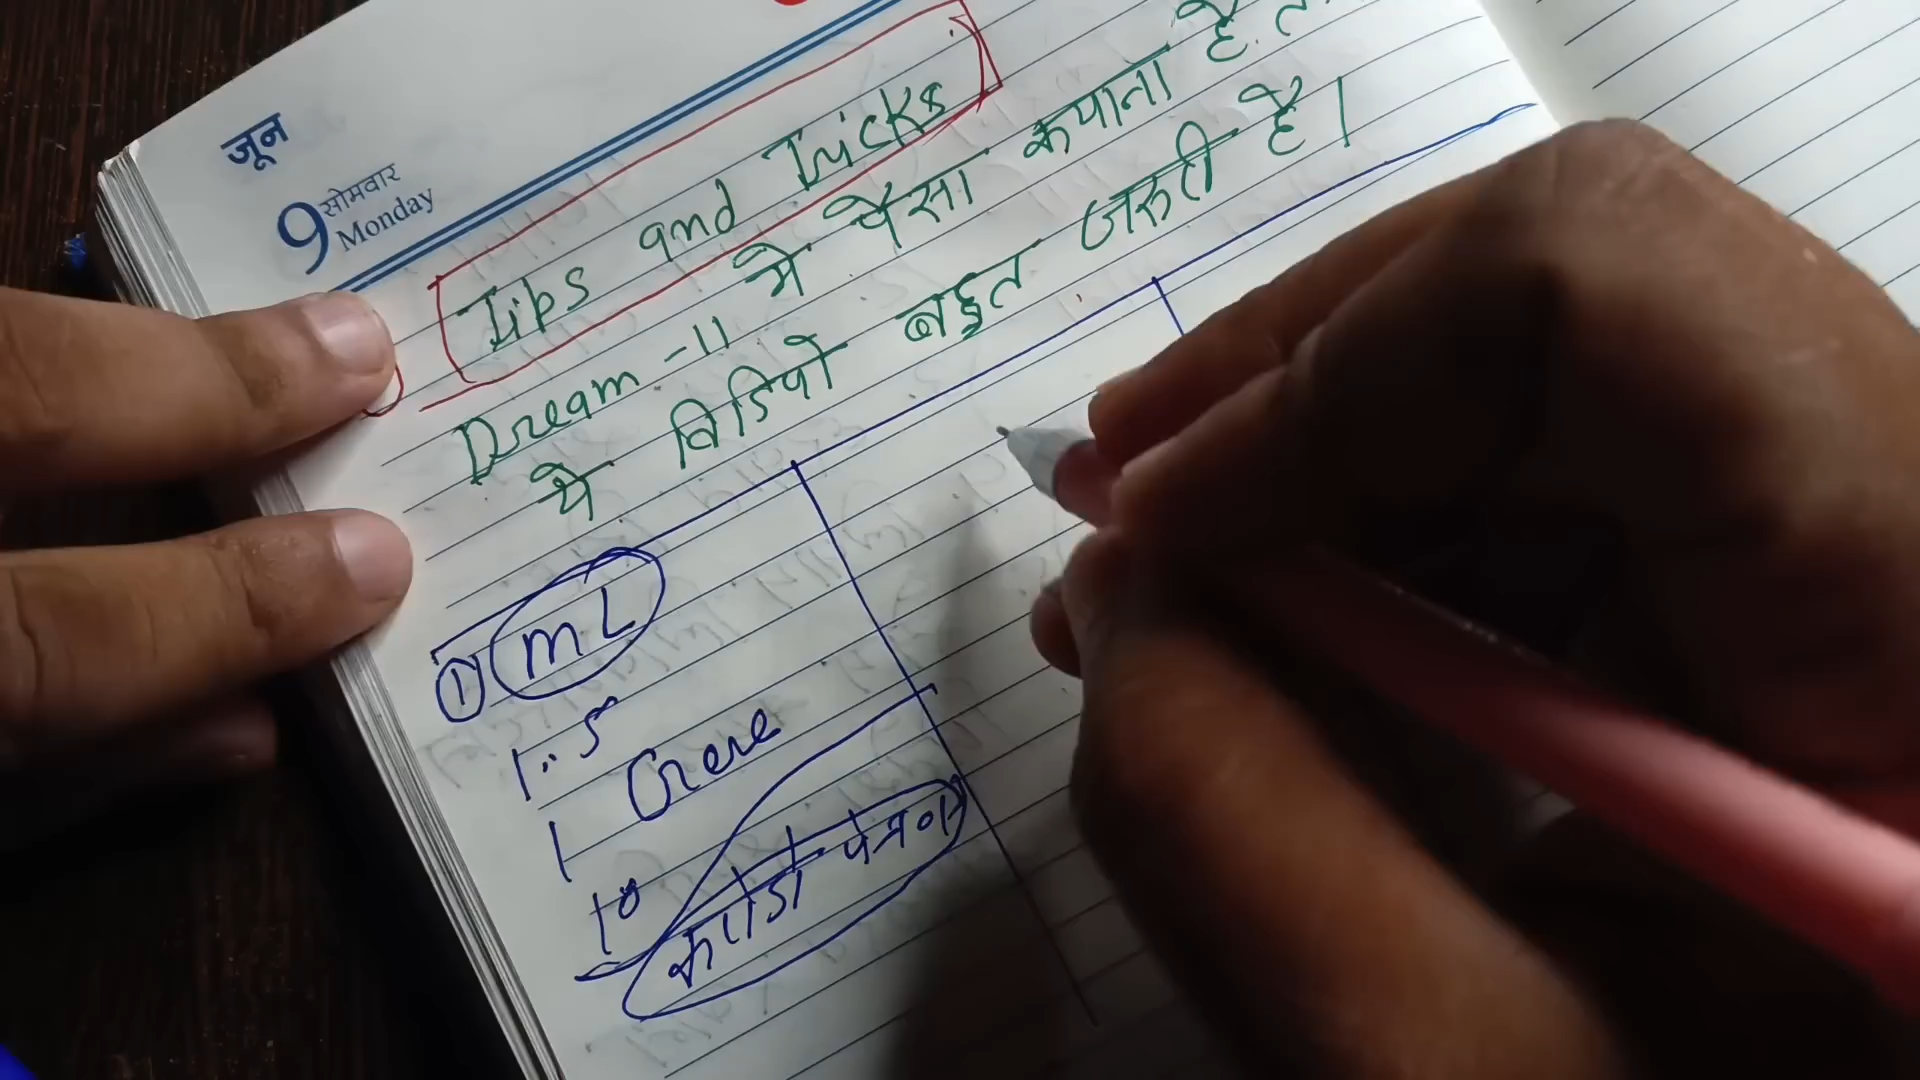 जून
9 सोमवार
Monday
Tips and Tricks
Dream-11 मे पैसा कमाना है
ये विडियो बहुत जरुरी है।
① mL
1.5
Crore
1
10
करोडो